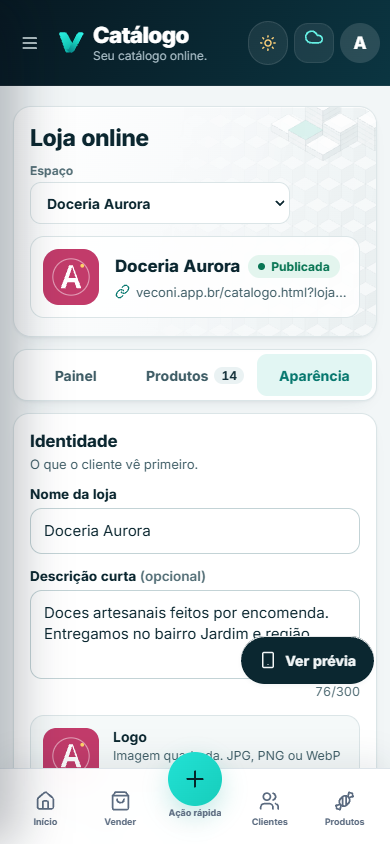 Catálogo
Seu catálogo online.
A
Loja online
Espaço
Doceria Aurora
A
Doceria Aurora
Publicada
veconi.app.br/catalogo.html?loja...
Painel
Produtos 14
Aparência
Identidade
O que o cliente vê primeiro.
Nome da loja
Doceria Aurora
Descrição curta (opcional)
Doces artesanais feitos por encomenda.
Entregamos no bairro Jardim e região.
Ver prévia
76/300
A
Logo
Imagem quadrada. JPG, PNG ou WebP
Início
Vender
Ação rápida
Clientes
Produtos